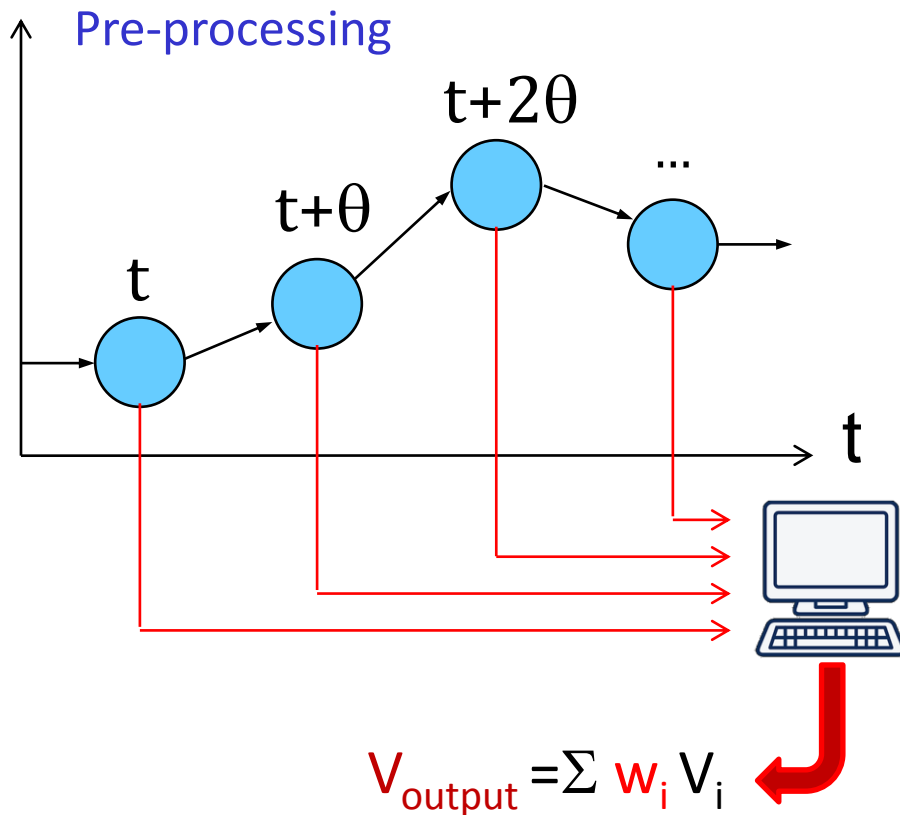 Pre-processing
t+2θ
...
t+θ
t
t
V_output =Σ w_i V_i